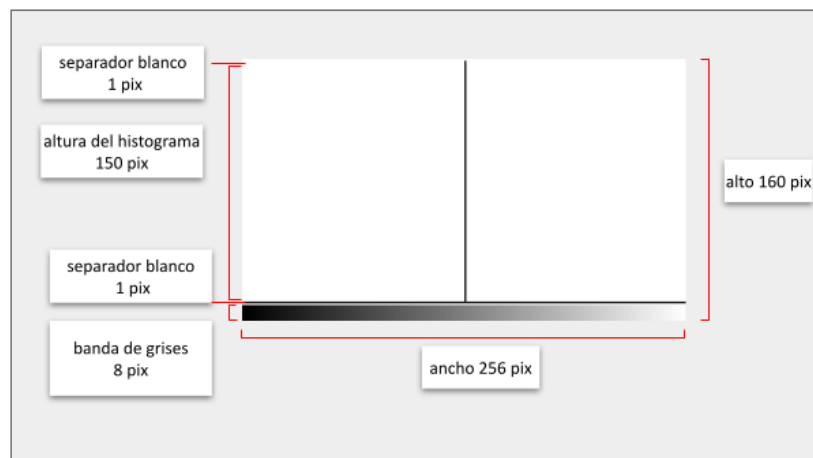 separador blanco
1 pix
altura del histograma
150 pix
alto 160 pix
separador blanco
1 pix
banda de grises
8 pix
ancho 256 pix